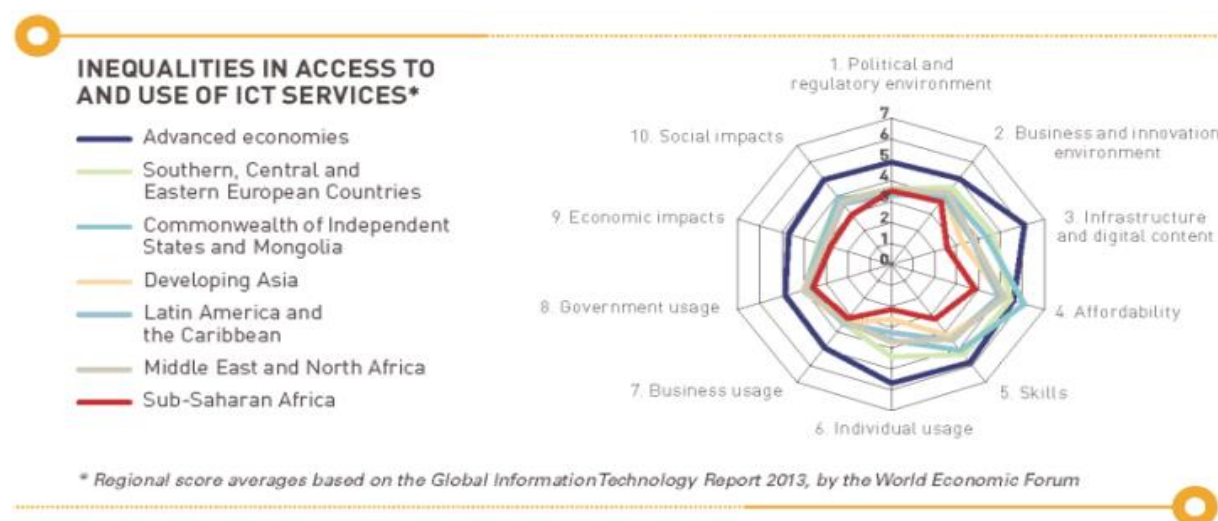 INEQUALITIES IN ACCESS TO
AND USE OF ICT SERVICES*
Advanced economies
Southern, Central and
Eastern European Countries
Commonwealth of Independent
States and Mongolia
Developing Asia
Latin America and
the Caribbean
Middle East and North Africa
Sub-Saharan Africa
1. Political and
regulatory environment
2. Business and innovation
environment
3. Infrastructure
and digital content
4. Affordability
5. Skills
6. Individual usage
7. Business usage
8. Government usage
9. Economic impacts
10. Social impacts
7
6
5
4
3
2
1
0
* Regional score averages based on the Global Information Technology Report 2013, by the World Economic Forum